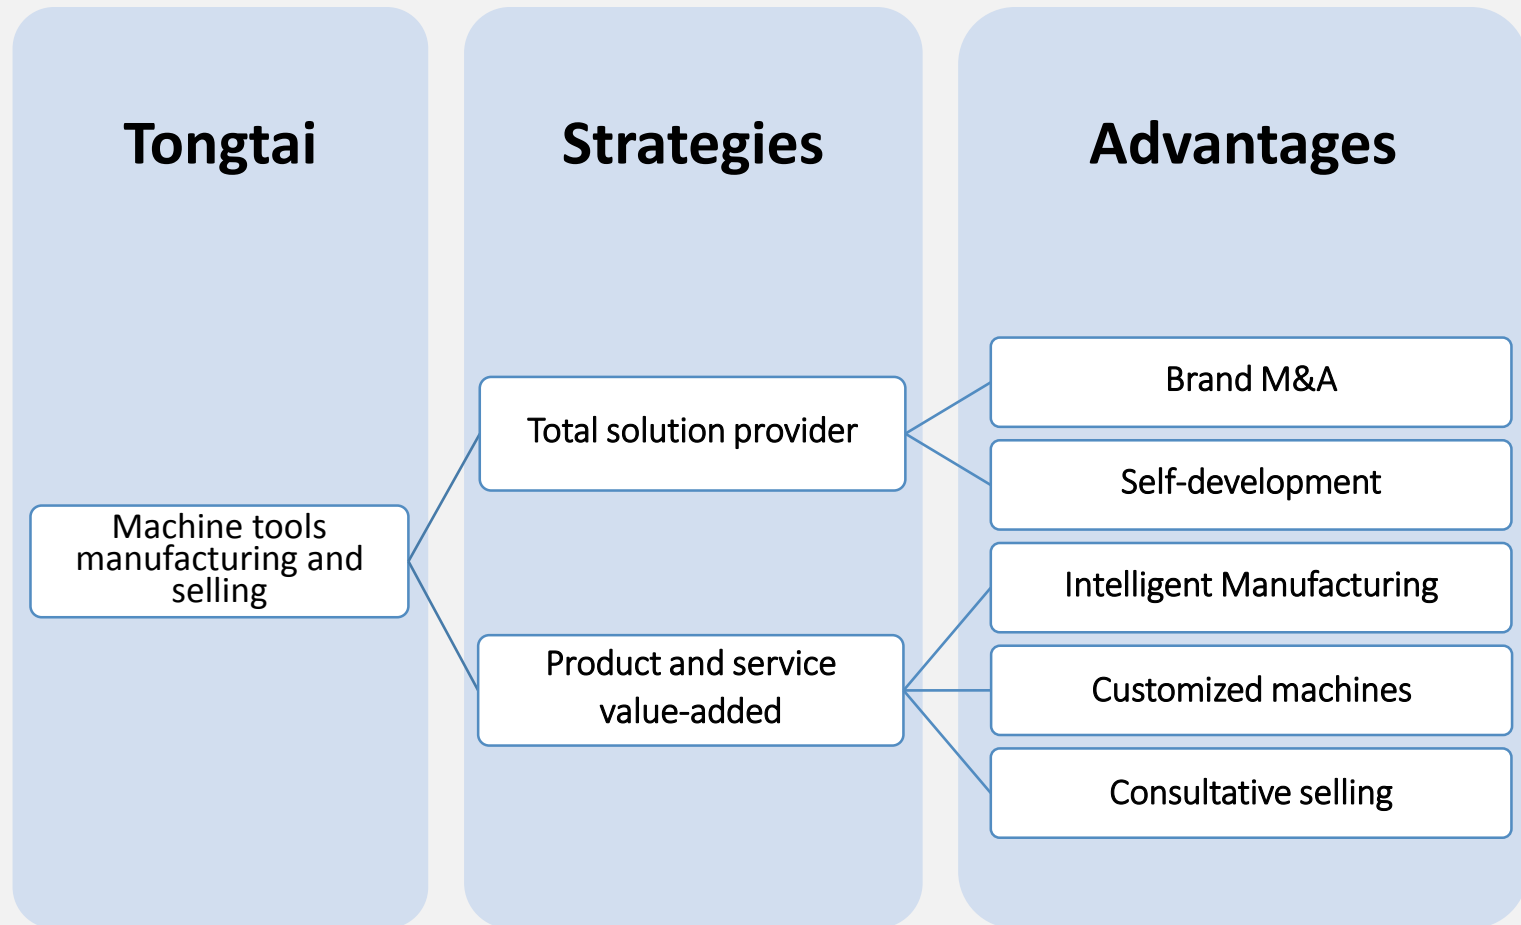 Tongtai
Strategies
Advantages
Machine tools
manufacturing and
selling
Total solution provider
Product and service
value-added
Brand M&A
Self-development
Intelligent Manufacturing
Customized machines
Consultative selling